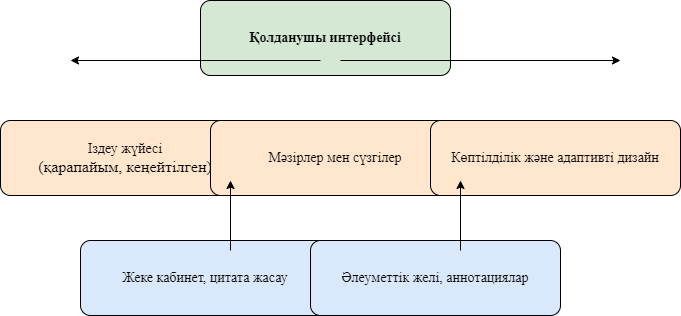 Қолданушы интерфейсі
Іздеу жүйесі
(қарапайым, кеңейтілген)
Мәзірлер мен сүзгілер
Көптілділік және адаптивті дизайн
Жеке кабинет, цитата жасау
Әлеуметтік желі, аннотациялар